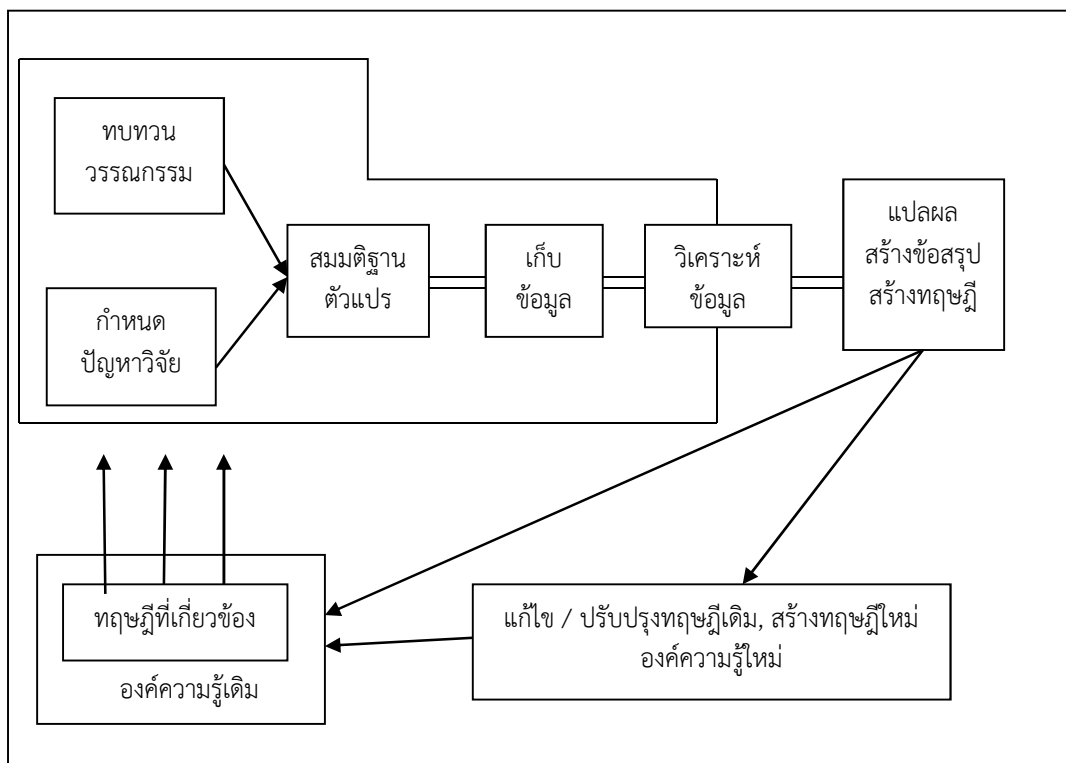 ทบทวน
วรรณกรรม
กำหนด
ปัญหาวิจัย
สมมติฐาน
ตัวแปร
เก็บ
ข้อมูล
วิเคราะห์
ข้อมูล
แปลผล
สร้างข้อสรุป
สร้างทฤษฎี
ทฤษฎีที่เกี่ยวข้อง
องค์ความรู้เดิม
แก้ไข / ปรับปรุงทฤษฎีเดิม, สร้างทฤษฎีใหม่
องค์ความรู้ใหม่